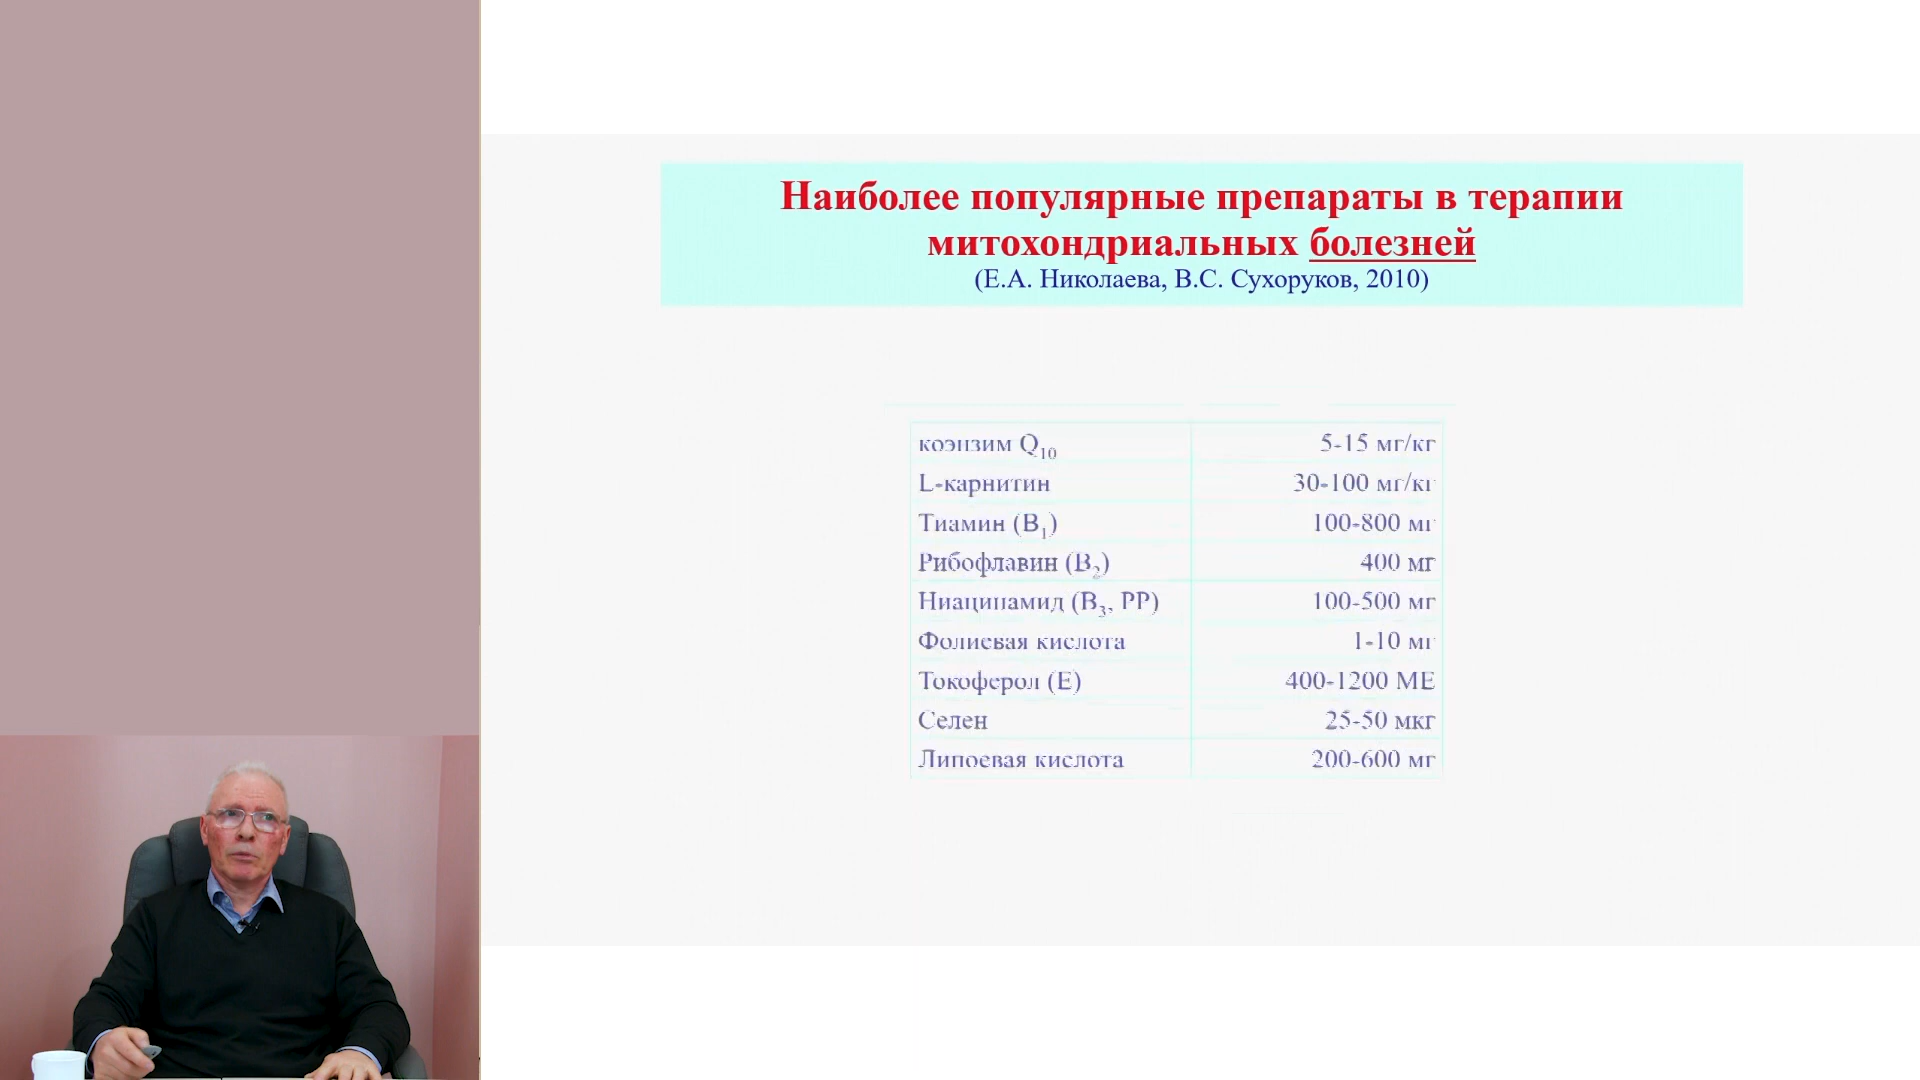 Наиболее популярные препараты в терапии
митохондриальных болезней
(Е.А. Николаева, В.С. Сухоруков, 2010)
коэнзим Q10 5-15 мг/кг
L-карнитин 30-100 мг/кг
Тиамин (B1) 100-800 мг
Рибофлавин (B2) 400 мг
Ниацинамид (B3, PP) 100-500 мг
Фолиевая кислота 1-10 мг
Токоферол (Е) 400-1200 МЕ
Селен 25-50 мкг
Липоевая кислота 200-600 мг